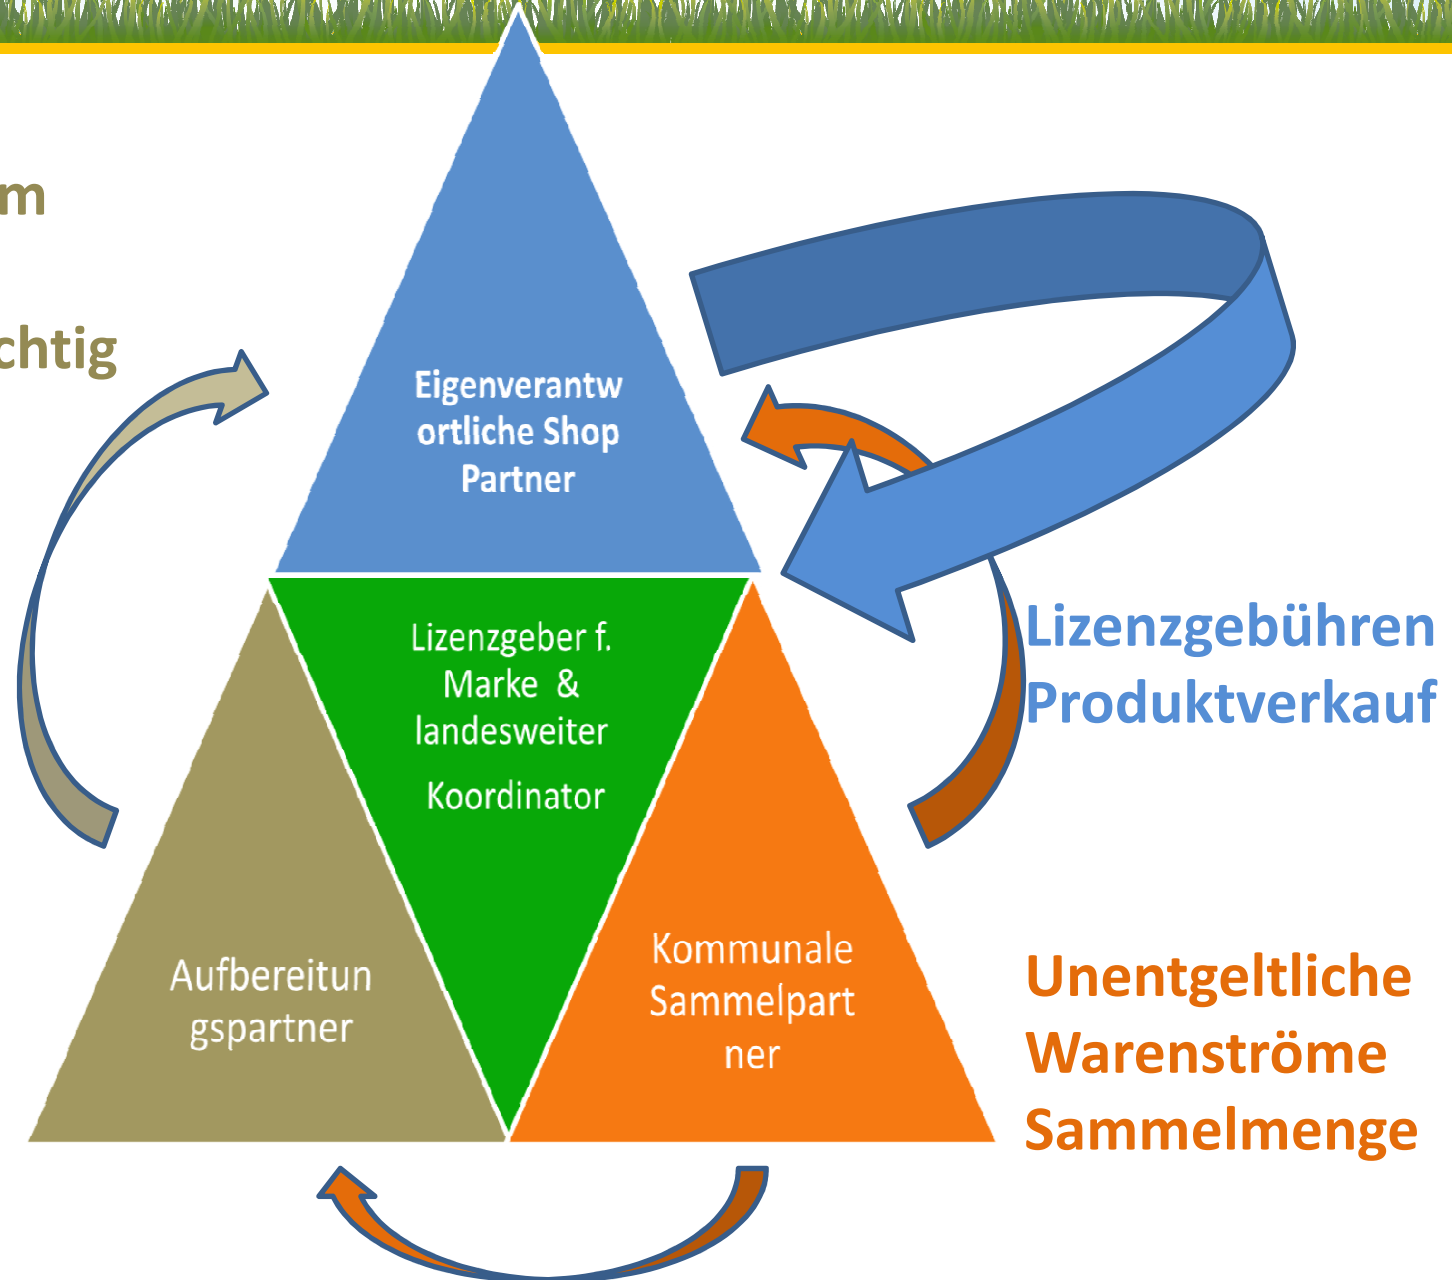 m
chtig
Eigenverantw
ortliche Shop
Partner
Lizenzgeber f.
Marke &
landesweiter
Koordinator
Lizenzgebühren
Produktverkauf
Aufbereitun
gspartner
Kommunale
Sammelpart
ner
Unentgeltliche
Warenströme
Sammelmenge